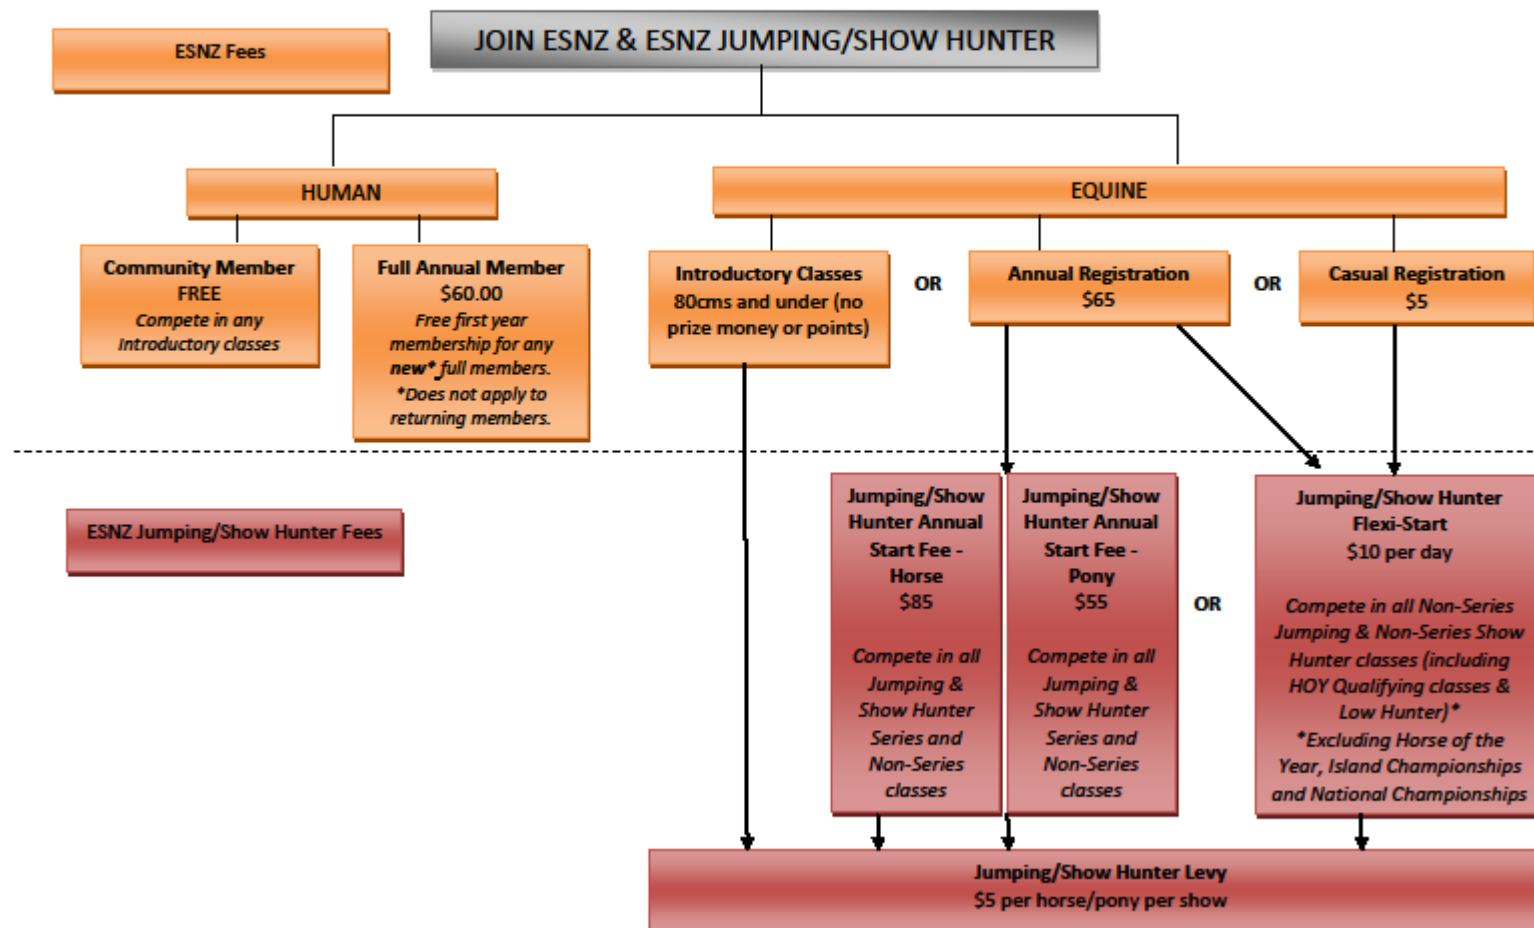 JOIN ESNZ & ESNZ JUMPING/SHOW HUNTER
ESNZ Fees
HUMAN
EQUINE
Community Member
FREE
Compete in any
Introductory classes
Full Annual Member
$60.00
Free first year
membership for any
new* full members.
*Does not apply to
returning members.
Introductory Classes
80cms and under (no
prize money or points)
OR
Annual Registration
$65
OR
Casual Registration
$5
ESNZ Jumping/Show Hunter Fees
Jumping/Show
Hunter Annual
Start Fee -
Horse
$85
Compete in all
Jumping &
Show Hunter
Series and
Non-Series
classes
Jumping/Show
Hunter Annual
Start Fee -
Pony
$55
Compete in all
Jumping &
Show Hunter
Series and
Non-Series
classes
OR
Jumping/Show Hunter
Flexi-Start
$10 per day
Compete in all Non-Series
Jumping & Non-Series Show
Hunter classes (including
HOY Qualifying classes &
Low Hunter)*
*Excluding Horse of the
Year, Island Championships
and National Championships
Jumping/Show Hunter Levy
$5 per horse/pony per show